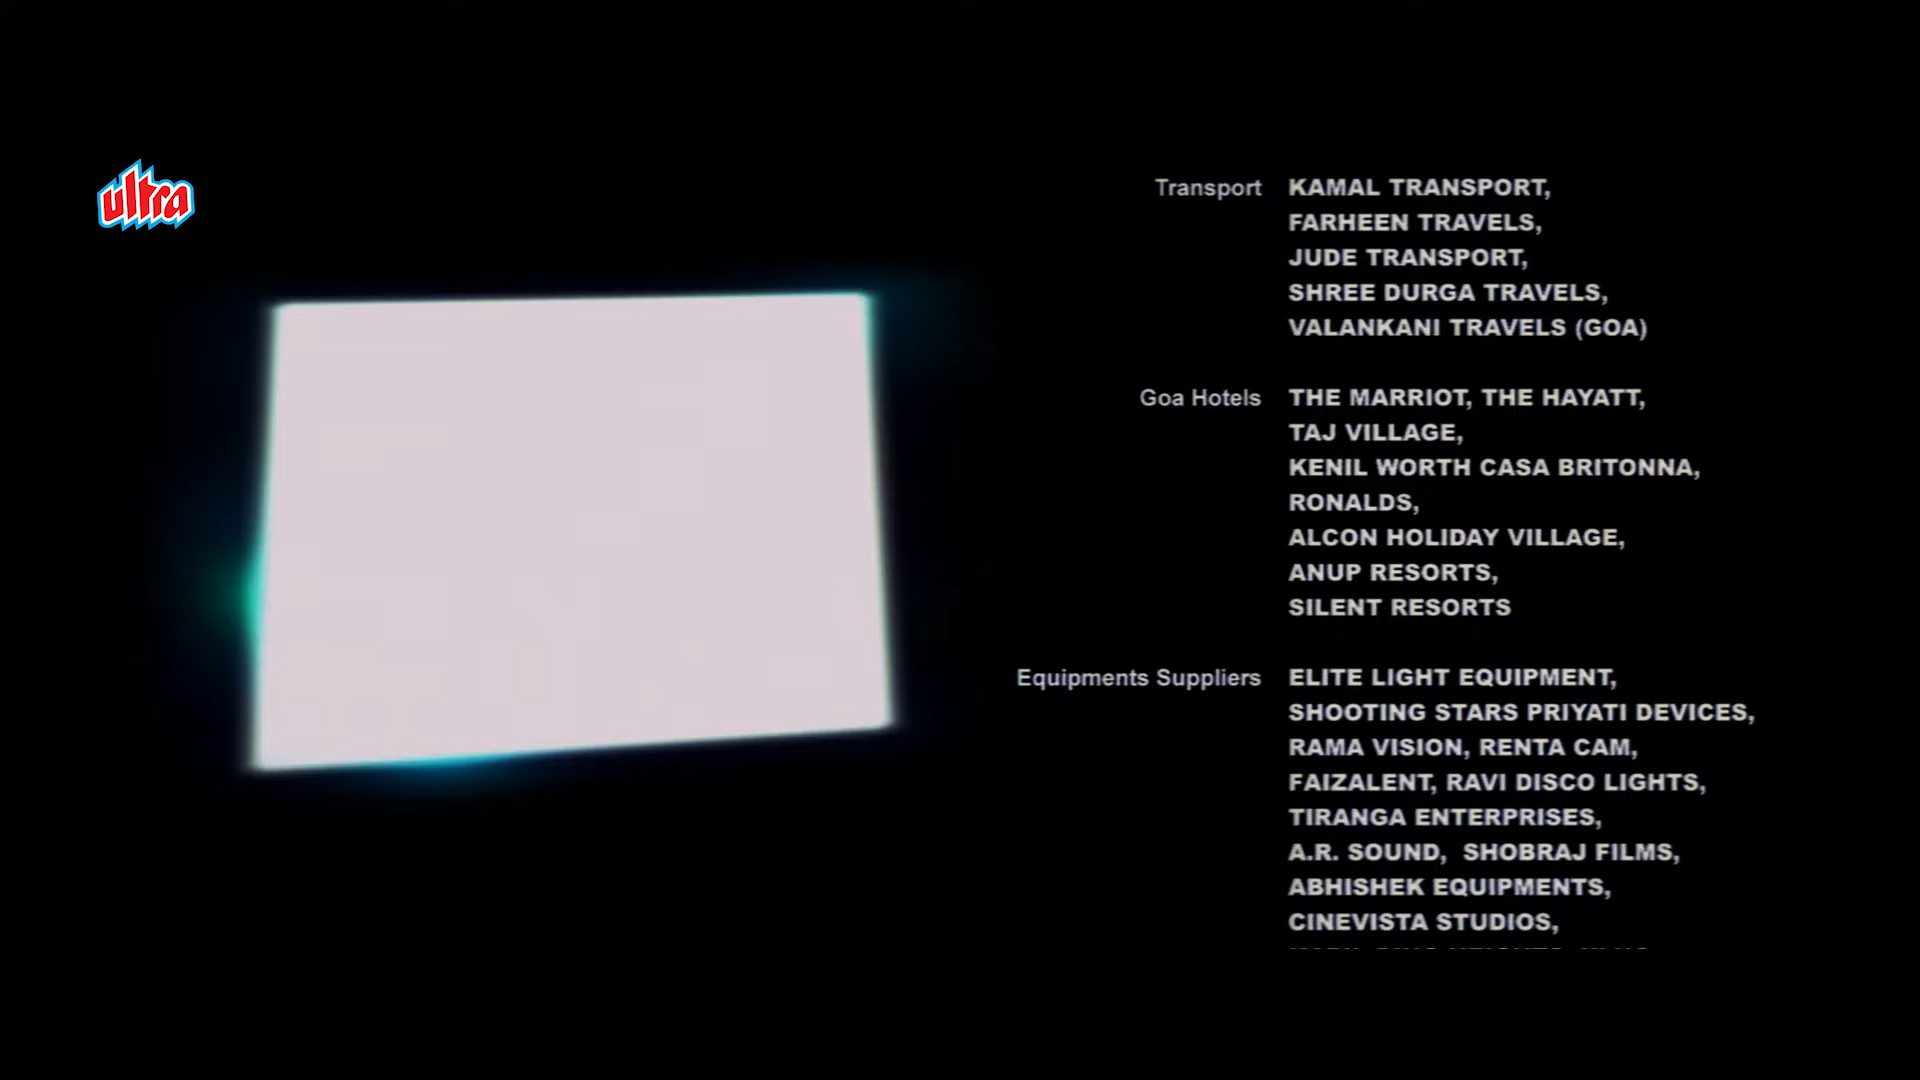 ultra
Transport KAMAL TRANSPORT,
FARHEEN TRAVELS,
JUDE TRANSPORT,
SHREE DURGA TRAVELS,
VALANKANI TRAVELS (GOA)
Goa Hotels THE MARRIOT, THE HAYATT,
TAJ VILLAGE,
KENIL WORTH CASA BRITONNA,
RONALDS,
ALCON HOLIDAY VILLAGE,
ANUP RESORTS,
SILENT RESORTS
Equipments Suppliers ELITE LIGHT EQUIPMENT,
SHOOTING STARS PRIYATI DEVICES,
RAMA VISION, RENTA CAM,
FAIZALENT, RAVI DISCO LIGHTS,
TIRANGA ENTERPRISES,
A.R. SOUND,  SHOBRAJ FILMS,
ABHISHEK EQUIPMENTS,
CINEVISTA STUDIOS,